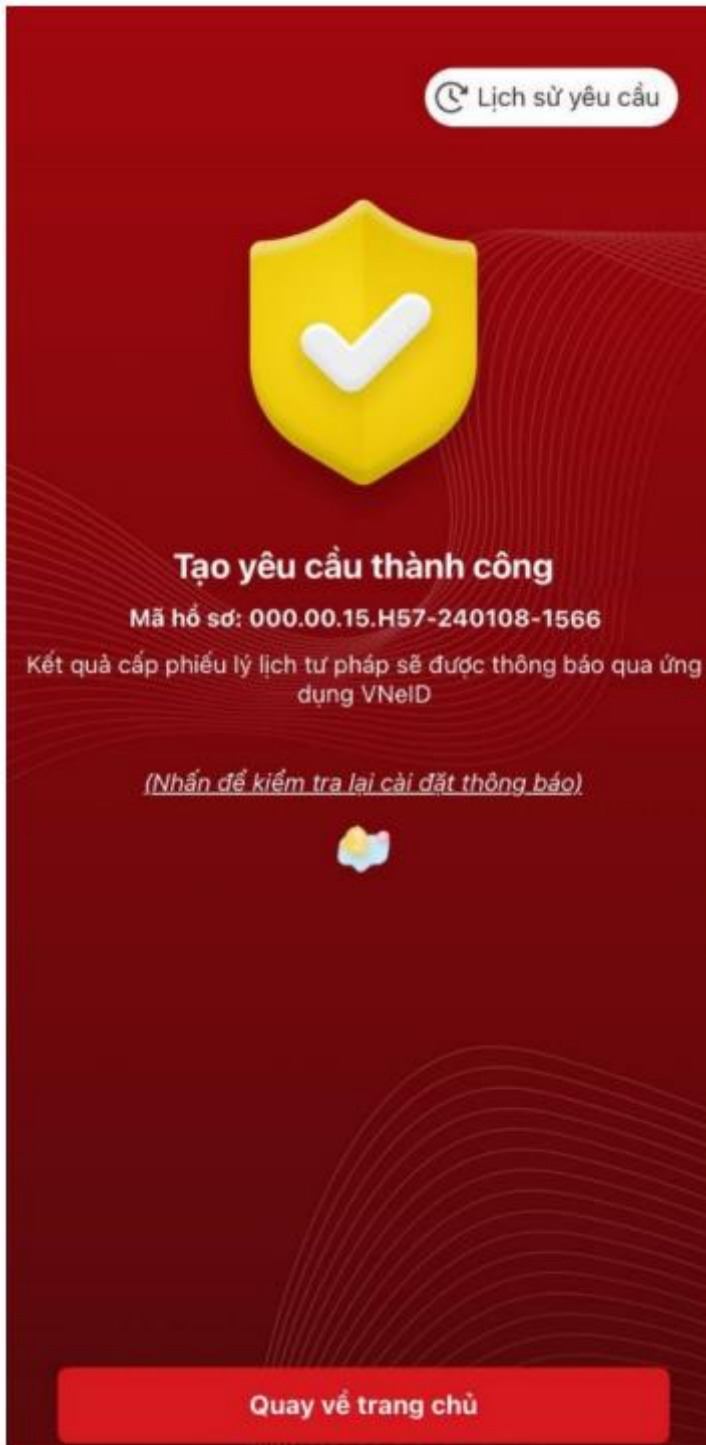 Lịch sử yêu cầu
Tạo yêu cầu thành công
Mã hồ sơ: 000.00.15.H57-240108-1566
Kết quả cấp phiếu lý lịch tư pháp sẽ được thông báo qua ứng
dụng VNeID
(Nhấn để kiểm tra lại cài đặt thông báo)
Quay về trang chủ